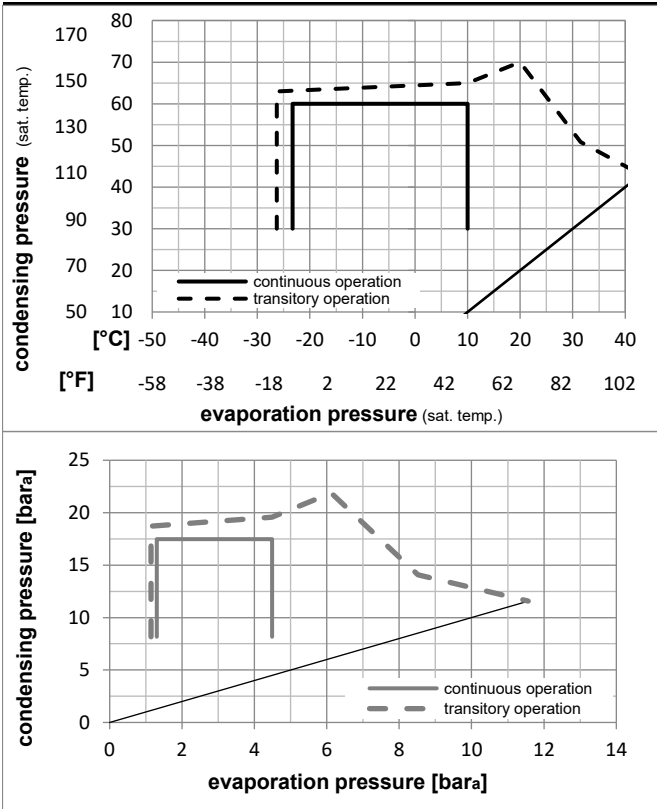 condensing pressure (sat. temp.)
170 80
70
150 60
130 50
110 40
90 30
70 20
50 10
continuous operation
transitory operation
[°C] -50 -40 -30 -20 -10 0 10 20 30 40
[°F] -58 -38 -18 2 22 42 62 82 102
evaporation pressure (sat. temp.)
condensing pressure [bara]
25
20
15
10
5
0
continuous operation
transitory operation
0 2 4 6 8 10 12 14
evaporation pressure [bara]